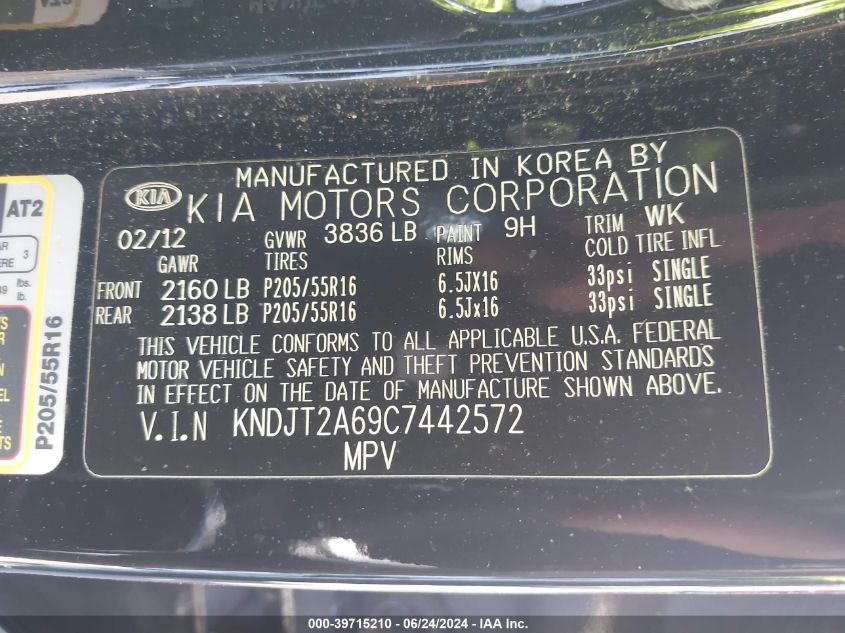 MANUFACTURED IN KOREA BY
KIA KIA MOTORS CORPORATION
02/12 GVWR 3836 LB PAINT 9H TRIM WK
GAWR TIRES RIMS COLD TIRE INFL
FRONT 2160 LB P205/55R16 6.5JX16 33psi SINGLE
REAR 2138 LB P205/55R16 6.5Jx16 33psi SINGLE
THIS VEHICLE CONFORMS TO ALL APPLICABLE U.S.A. FEDERAL
MOTOR VEHICLE SAFETY AND THEFT PREVENTION STANDARDS
IN EFFECT ON THE DATE OF MANUFACTURE SHOWN ABOVE.
V.I.N KNDJT2A69C7442572
MPV
AT2
3
lbs.
lb.
P205/55R16
000-39715210 - 06/24/2024 - IAA Inc.